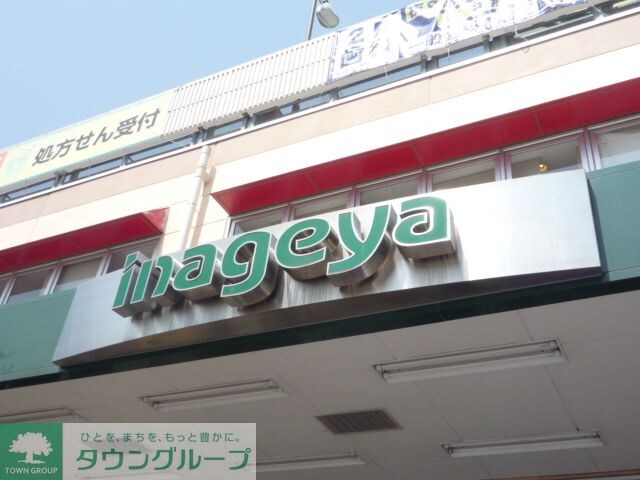 処方せん受付
inageya
TOWN GROUP
ひとを、まちを、もっと豊かに。
タウングループ